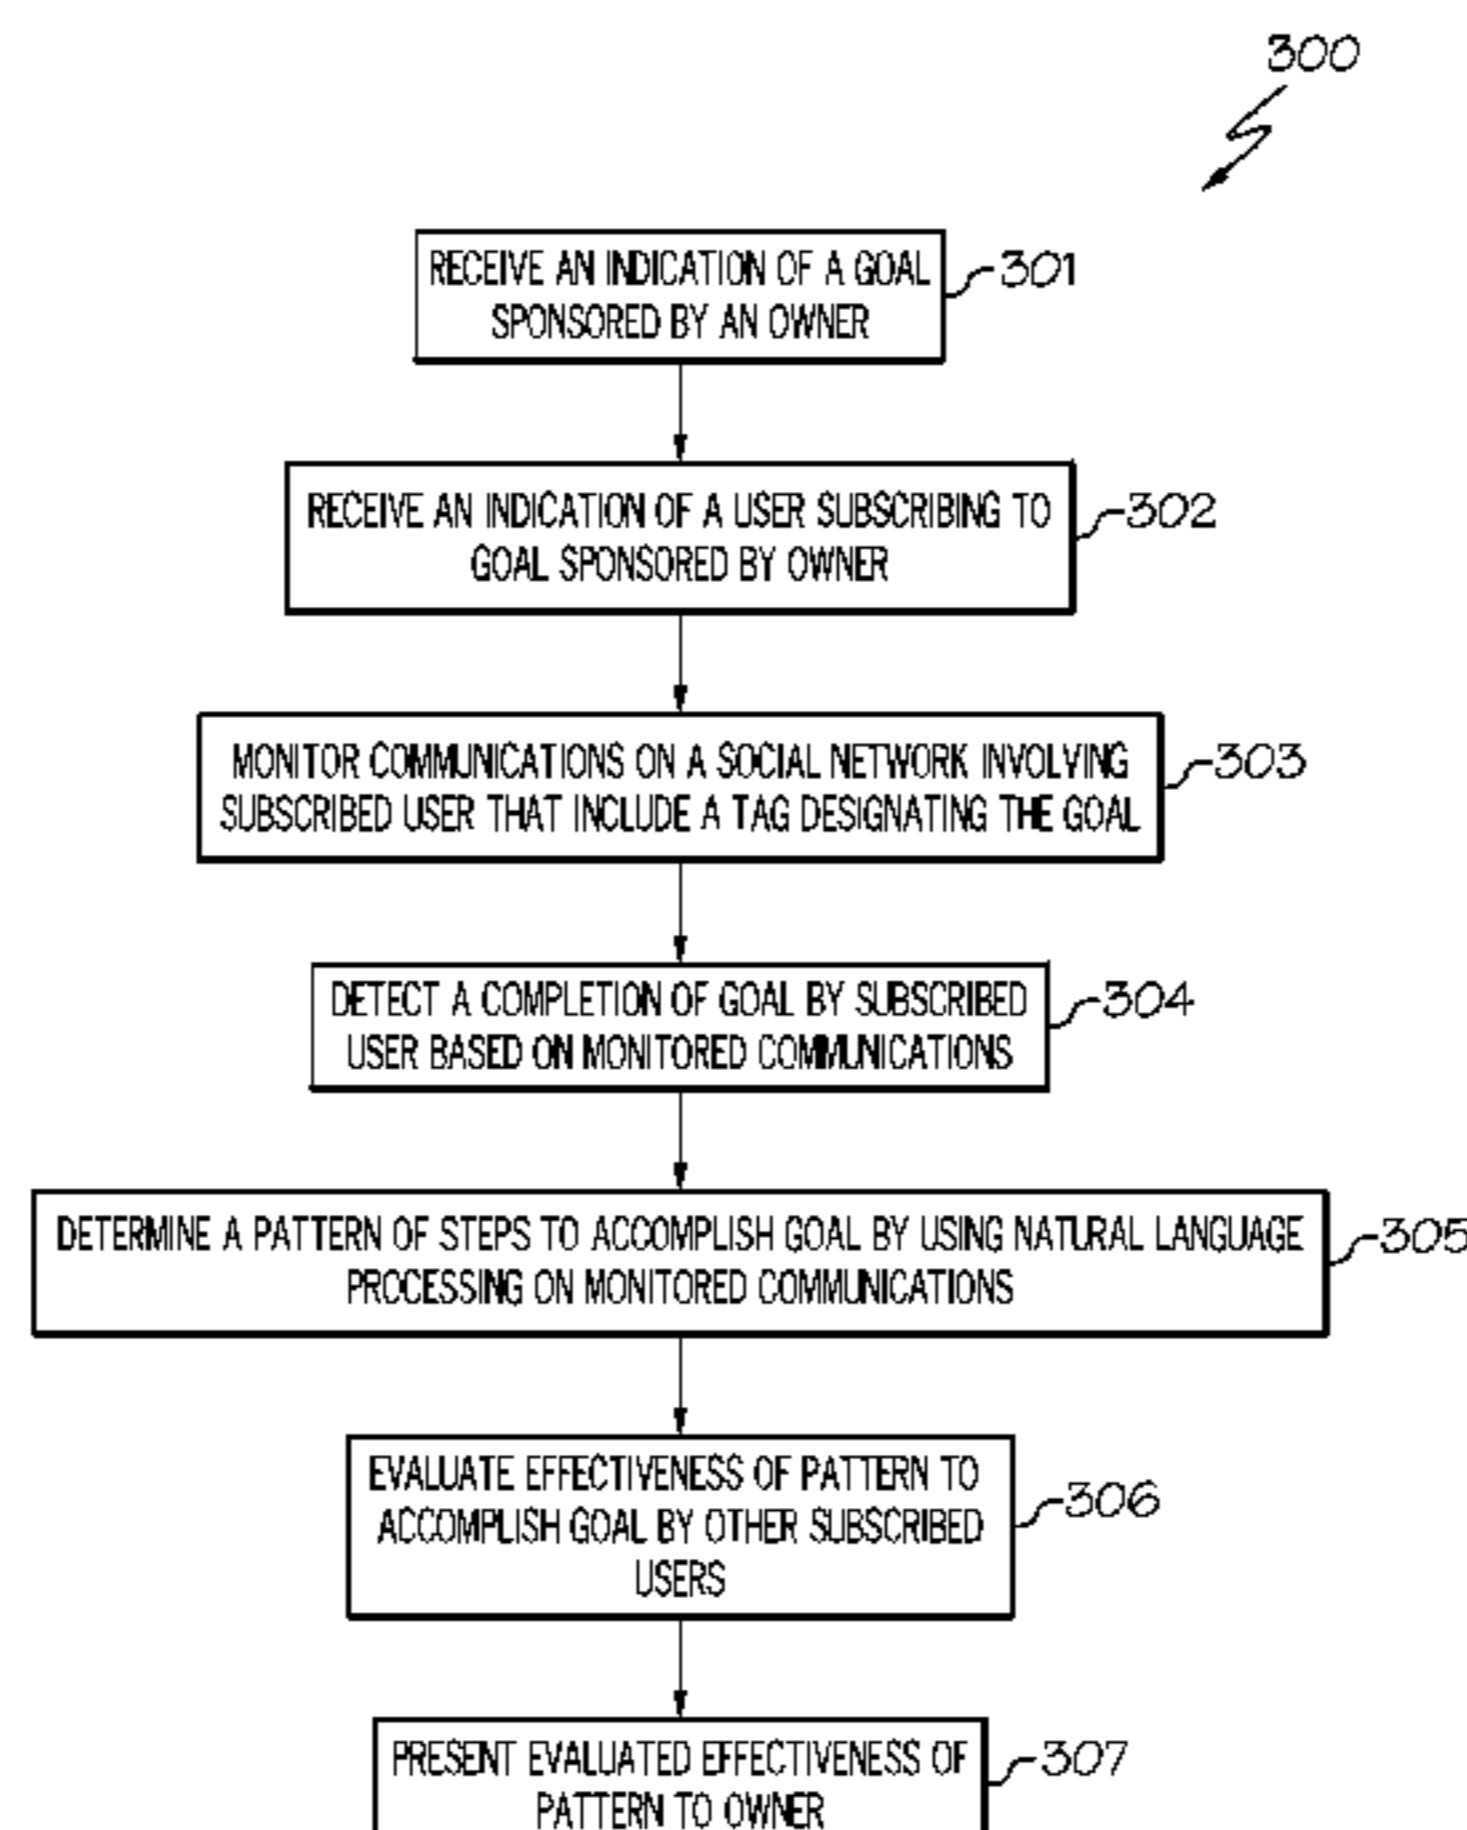 300
RECEIVE AN INDICATION OF A GOAL
SPONSORED BY AN OWNER
301
RECEIVE AN INDICATION OF A USER SUBSCRIBING TO
GOAL SPONSORED BY OWNER
302
MONITOR COMMUNICATIONS ON A SOCIAL NETWORK INVOLVING
SUBSCRIBED USER THAT INCLUDE A TAG DESIGNATING THE GOAL
303
DETECT A COMPLETION OF GOAL BY SUBSCRIBED
USER BASED ON MONITORED COMMUNICATIONS
304
DETERMINE A PATTERN OF STEPS TO ACCOMPLISH GOAL BY USING NATURAL LANGUAGE
PROCESSING ON MONITORED COMMUNICATIONS
305
EVALUATE EFFECTIVENESS OF PATTERN TO
ACCOMPLISH GOAL BY OTHER SUBSCRIBED
USERS
306
PRESENT EVALUATED EFFECTIVENESS OF
PATTERN TO OWNER
307